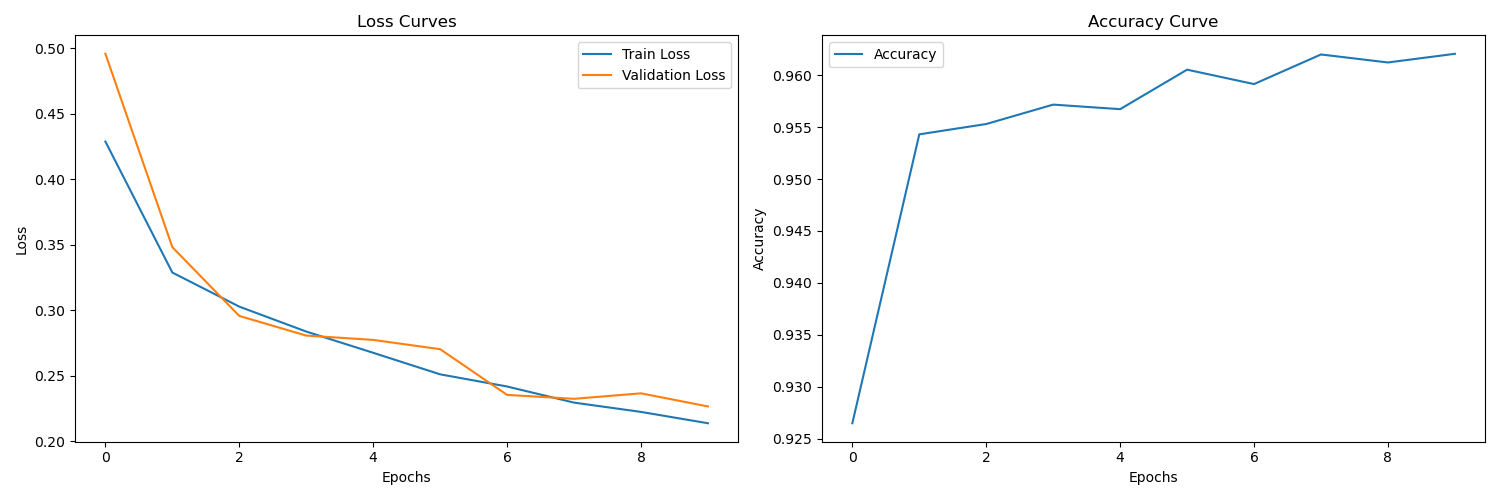 Loss Curves
Train Loss
Validation Loss
0.50
0.45
0.40
0.35
0.30
0.25
0.20
Loss
0 2 4 6 8
Epochs
Accuracy Curve
Accuracy
0.960
0.955
0.950
0.945
0.940
0.935
0.930
0.925
Accuracy
0 2 4 6 8
Epochs